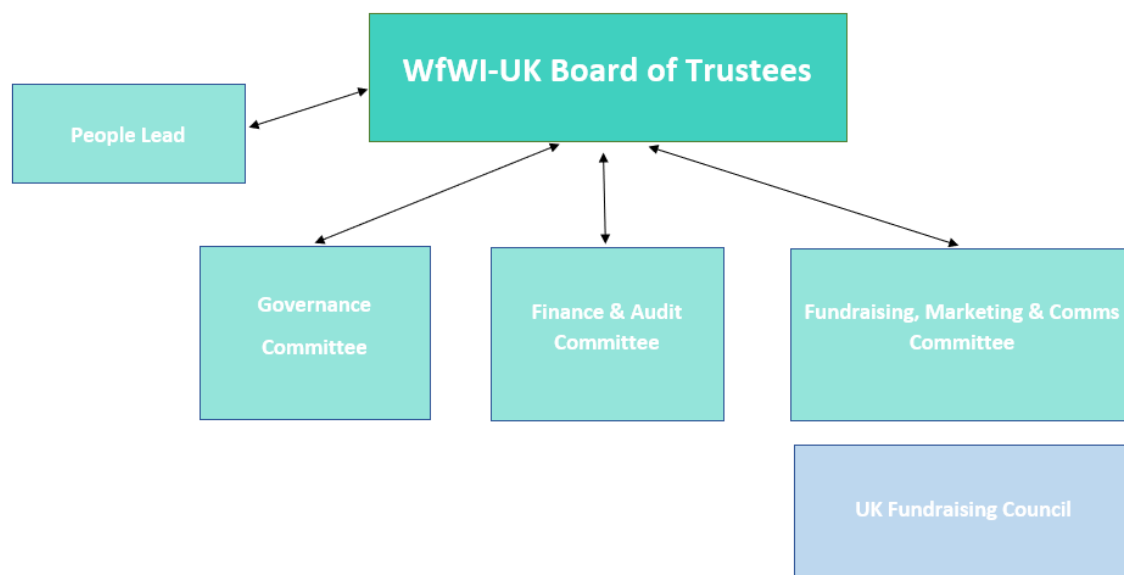 WfWI-UK Board of Trustees
People Lead
Governance
Committee
Finance & Audit
Committee
Fundraising, Marketing & Comms
Committee
UK Fundraising Council